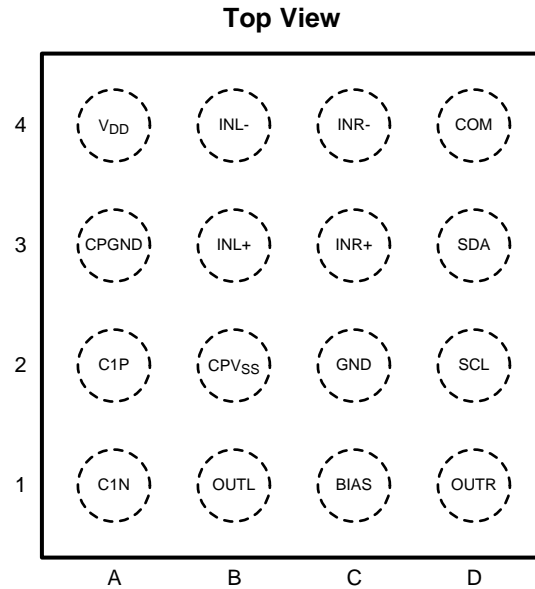 Top View
4 VDD INL- INR- COM
3 CPGND INL+ INR+ SDA
2 C1P CPVSS GND SCL
1 C1N OUTL BIAS OUTR
A B C D